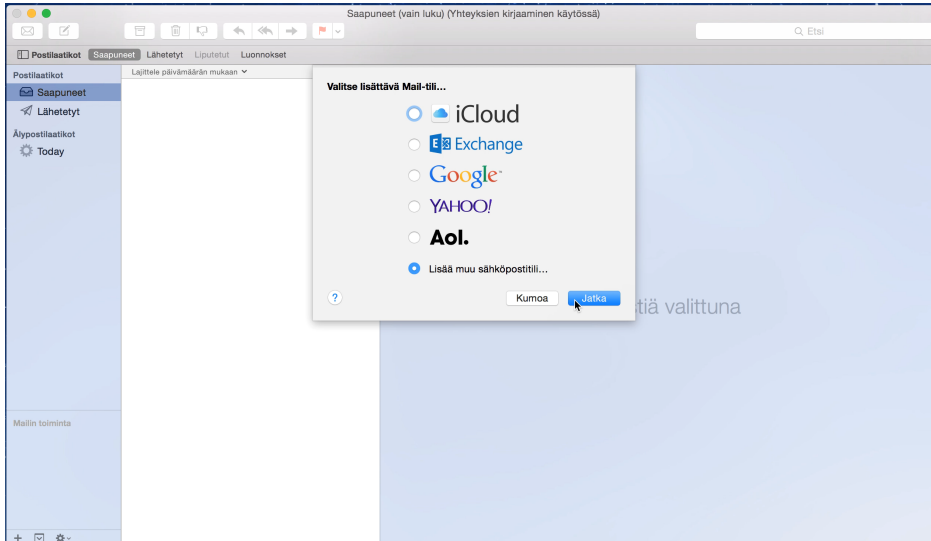 Saapuneet (vain luku) (Yhteyksien kirjaaminen käytössä)
Etsi
Postilaatikot Saapuneet Lähetetyt Liputetut Luonnokset
Postilaatikot
Saapuneet
Lähetetyt
Älypostilaatikot
Today
Mailin toiminta
Lajittele päivämäärän mukaan
Valitse lisättävä Mail-tili...
iCloud
E Exchange
Google™
YAHOO!
Aol.
Lisää muu sähköpostitili...
? Kumoa Jatka
tiä valittuna